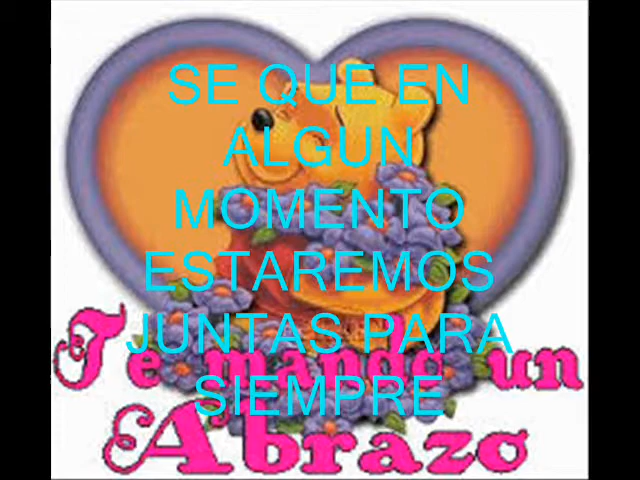 SE QUE EN
ALGUN
MOMENTO
ESTAREMOS
JUNTAS PARA
SIEMPRE
Te mando un
Abrazo